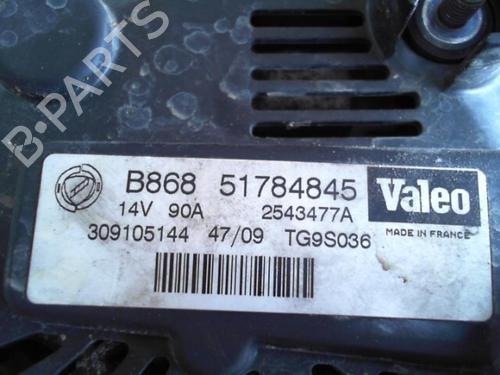 B-PARTS
B868 51784845
Valeo
14V 90A 2543477A
MADE IN FRANCE
309105144 47/09 TG9S036